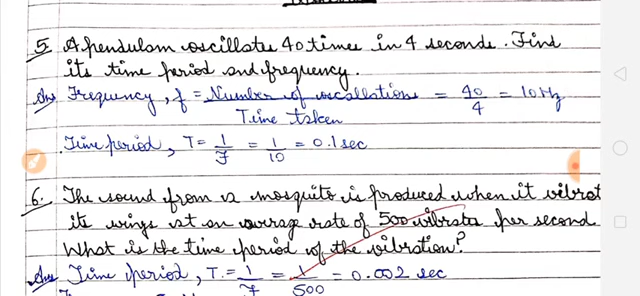 5. A pendulum oscillates 40 times in 4 seconds. Find
its time period and frequency.
Ans Frequency, f = Number of oscillations / Time taken = 40/4 = 10 Hz
Time period, T = 1/f = 1/10 = 0.1 sec
6. The sound from a mosquito is produced when it vibrat
its wings at an average rate of 500 vibrats per second.
What is the time period of the vibration?
Ans Time period, T = 1/f = 1/500 = 0.002 sec